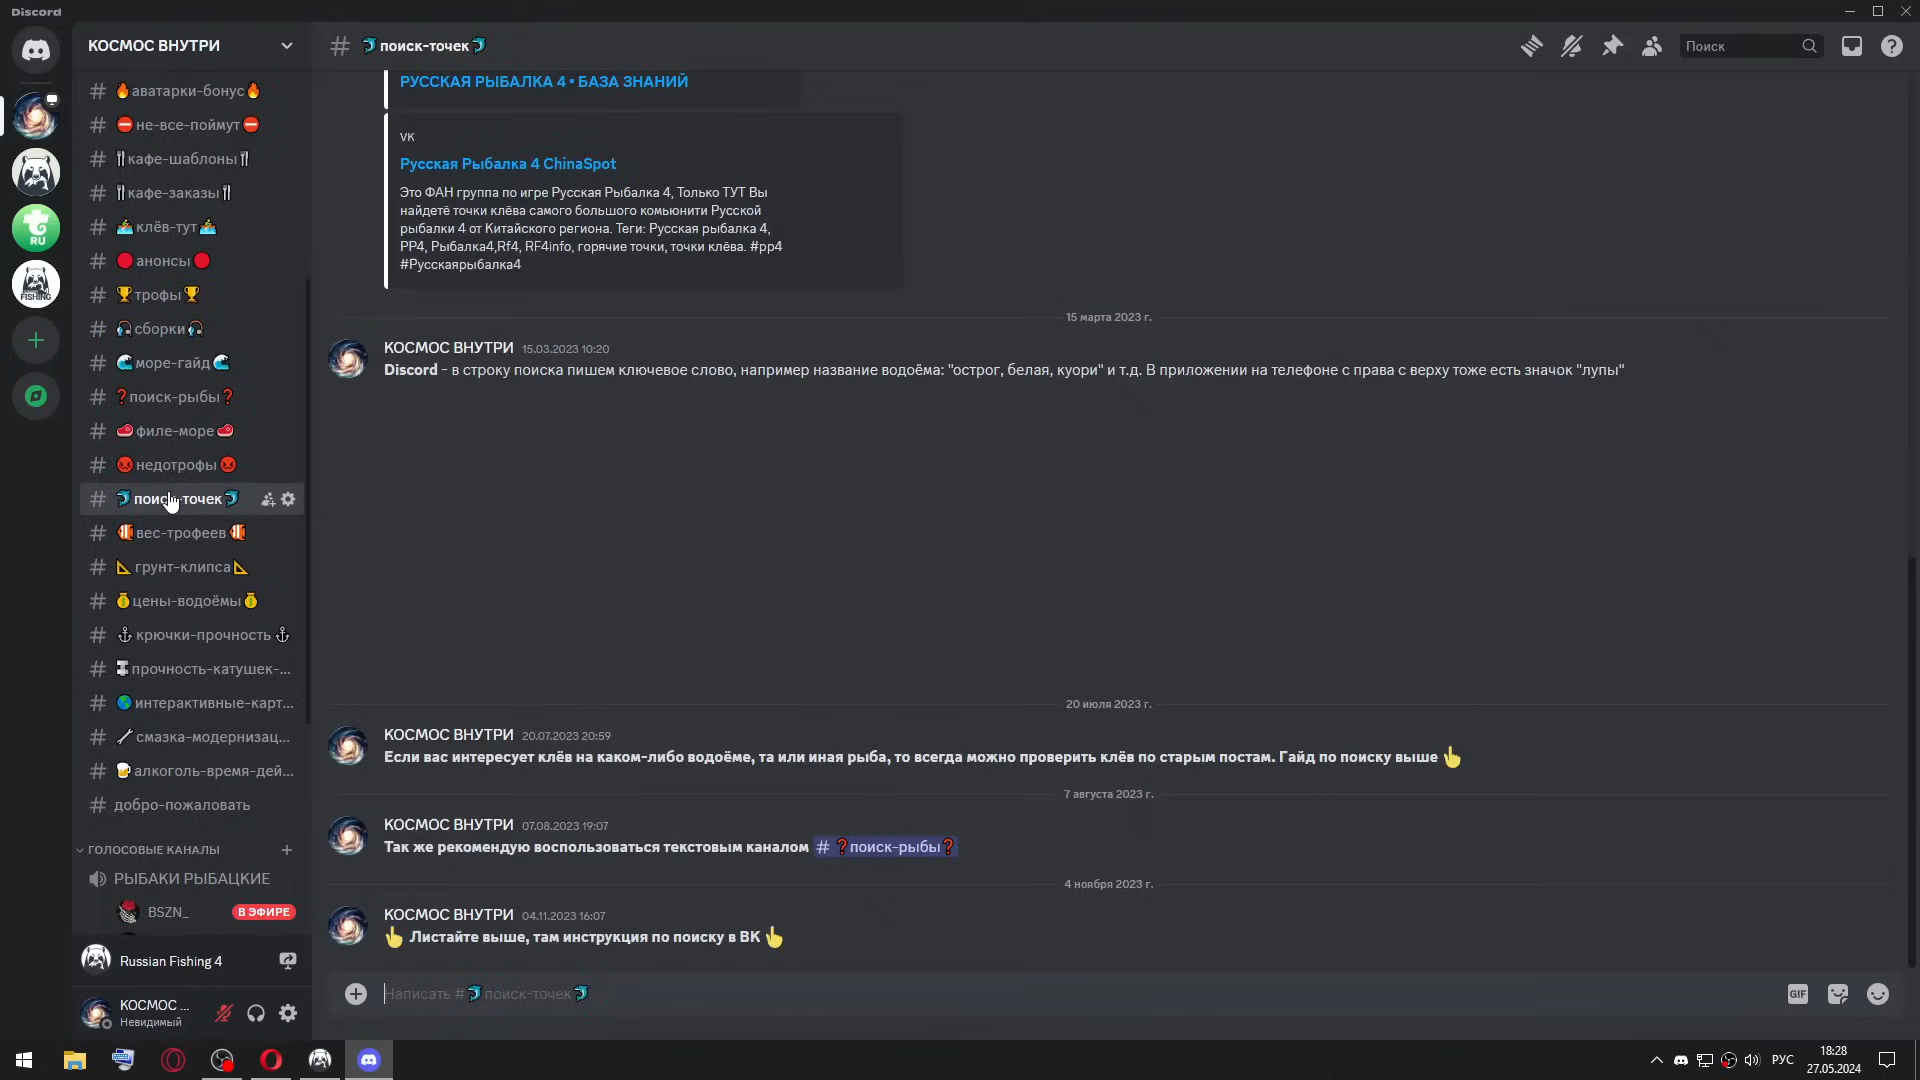 Discord
КОСМОС ВНУТРИ
аватарки-бонус
не-все-поймут
кафе-шаблоны
кафе-заказы
клёв-тут
анонсы
трофы
сборки
море-гайд
поиск-рыбы
филе-море
недотрофы
поиск-точек
вес-трофеев
грунт-клипса
цены-водоёмы
крючки-прочность
прочность-катушек-...
интерактивные-карт...
смазка-модернизац...
алкоголь-время-дей...
добро-пожаловать
ГОЛОСОВЫЕ КАНАЛЫ
РЫБАКИ РЫБАЦКИЕ
BSZN_ В ЭФИРЕ
Russian Fishing 4
КОСМОС ...
Невидимый
RU
FISHING
поиск-точек
Поиск
РУССКАЯ РЫБАЛКА 4 • БАЗА ЗНАНИЙ
VK
Русская Рыбалка 4 ChinaSpot
Это ФАН группа по игре Русская Рыбалка 4, Только ТУТ Вы
найдетё точки клёва самого большого комьюнити Русской
рыбалки 4 от Китайского региона. Теги: Русская рыбалка 4,
РР4, Рыбалка4,Rf4, RF4info, горячие точки, точки клёва. #рр4
#Русскаярыбалка4
15 марта 2023 г.
КОСМОС ВНУТРИ 15.03.2023 10:20
Discord - в строку поиска пишем ключевое слово, например название водоёма: "острог, белая, куори" и т.д. В приложении на телефоне с права с верху тоже есть значок "лупы"
20 июля 2023 г.
КОСМОС ВНУТРИ 20.07.2023 20:59
Если вас интересует клёв на каком-либо водоёме, та или иная рыба, то всегда можно проверить клёв по старым постам. Гайд по поиску выше
7 августа 2023 г.
КОСМОС ВНУТРИ 07.08.2023 19:07
Так же рекомендую воспользоваться текстовым каналом # поиск-рыбы
4 ноября 2023 г.
КОСМОС ВНУТРИ 04.11.2023 16:07
Листайте выше, там инструкция по поиску в ВК
Написать # поиск-точек
GIF
РУС
18:28
27.05.2024